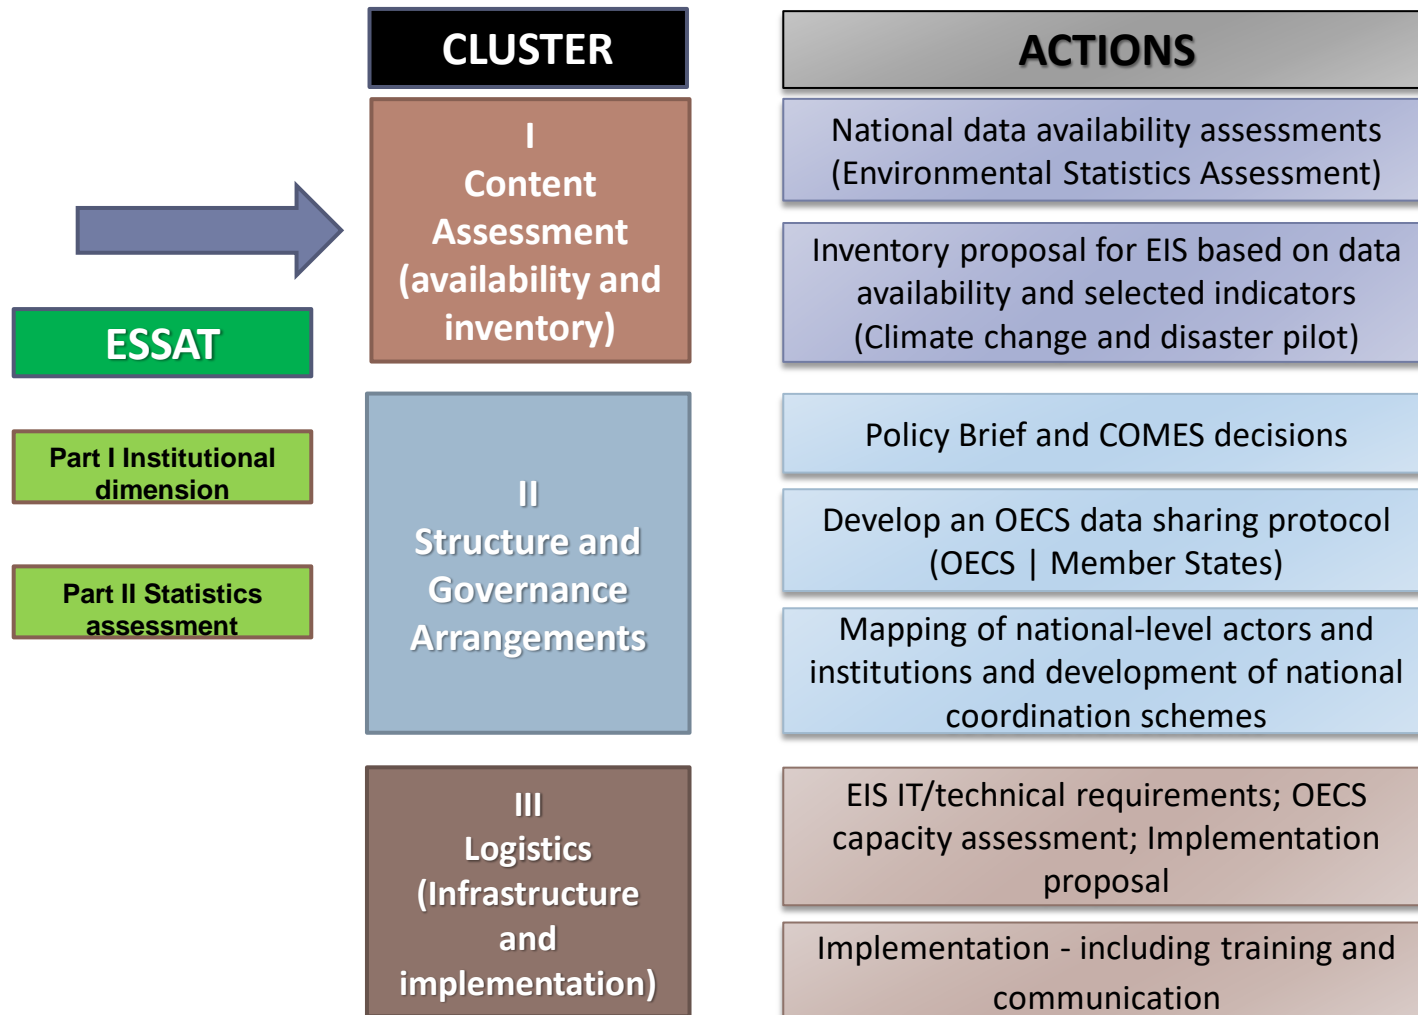 CLUSTER
ACTIONS
I
Content
Assessment
(availability and
inventory)
National data availability assessments
(Environmental Statistics Assessment)
Inventory proposal for EIS based on data
availability and selected indicators
(Climate change and disaster pilot)
ESSAT
Part I Institutional
dimension
Part II Statistics
assessment
II
Structure and
Governance
Arrangements
Policy Brief and COMES decisions
Develop an OECS data sharing protocol
(OECS | Member States)
Mapping of national-level actors and
institutions and development of national
coordination schemes
III
Logistics
(Infrastructure
and
implementation)
EIS IT/technical requirements; OECS
capacity assessment; Implementation
proposal
Implementation - including training and
communication